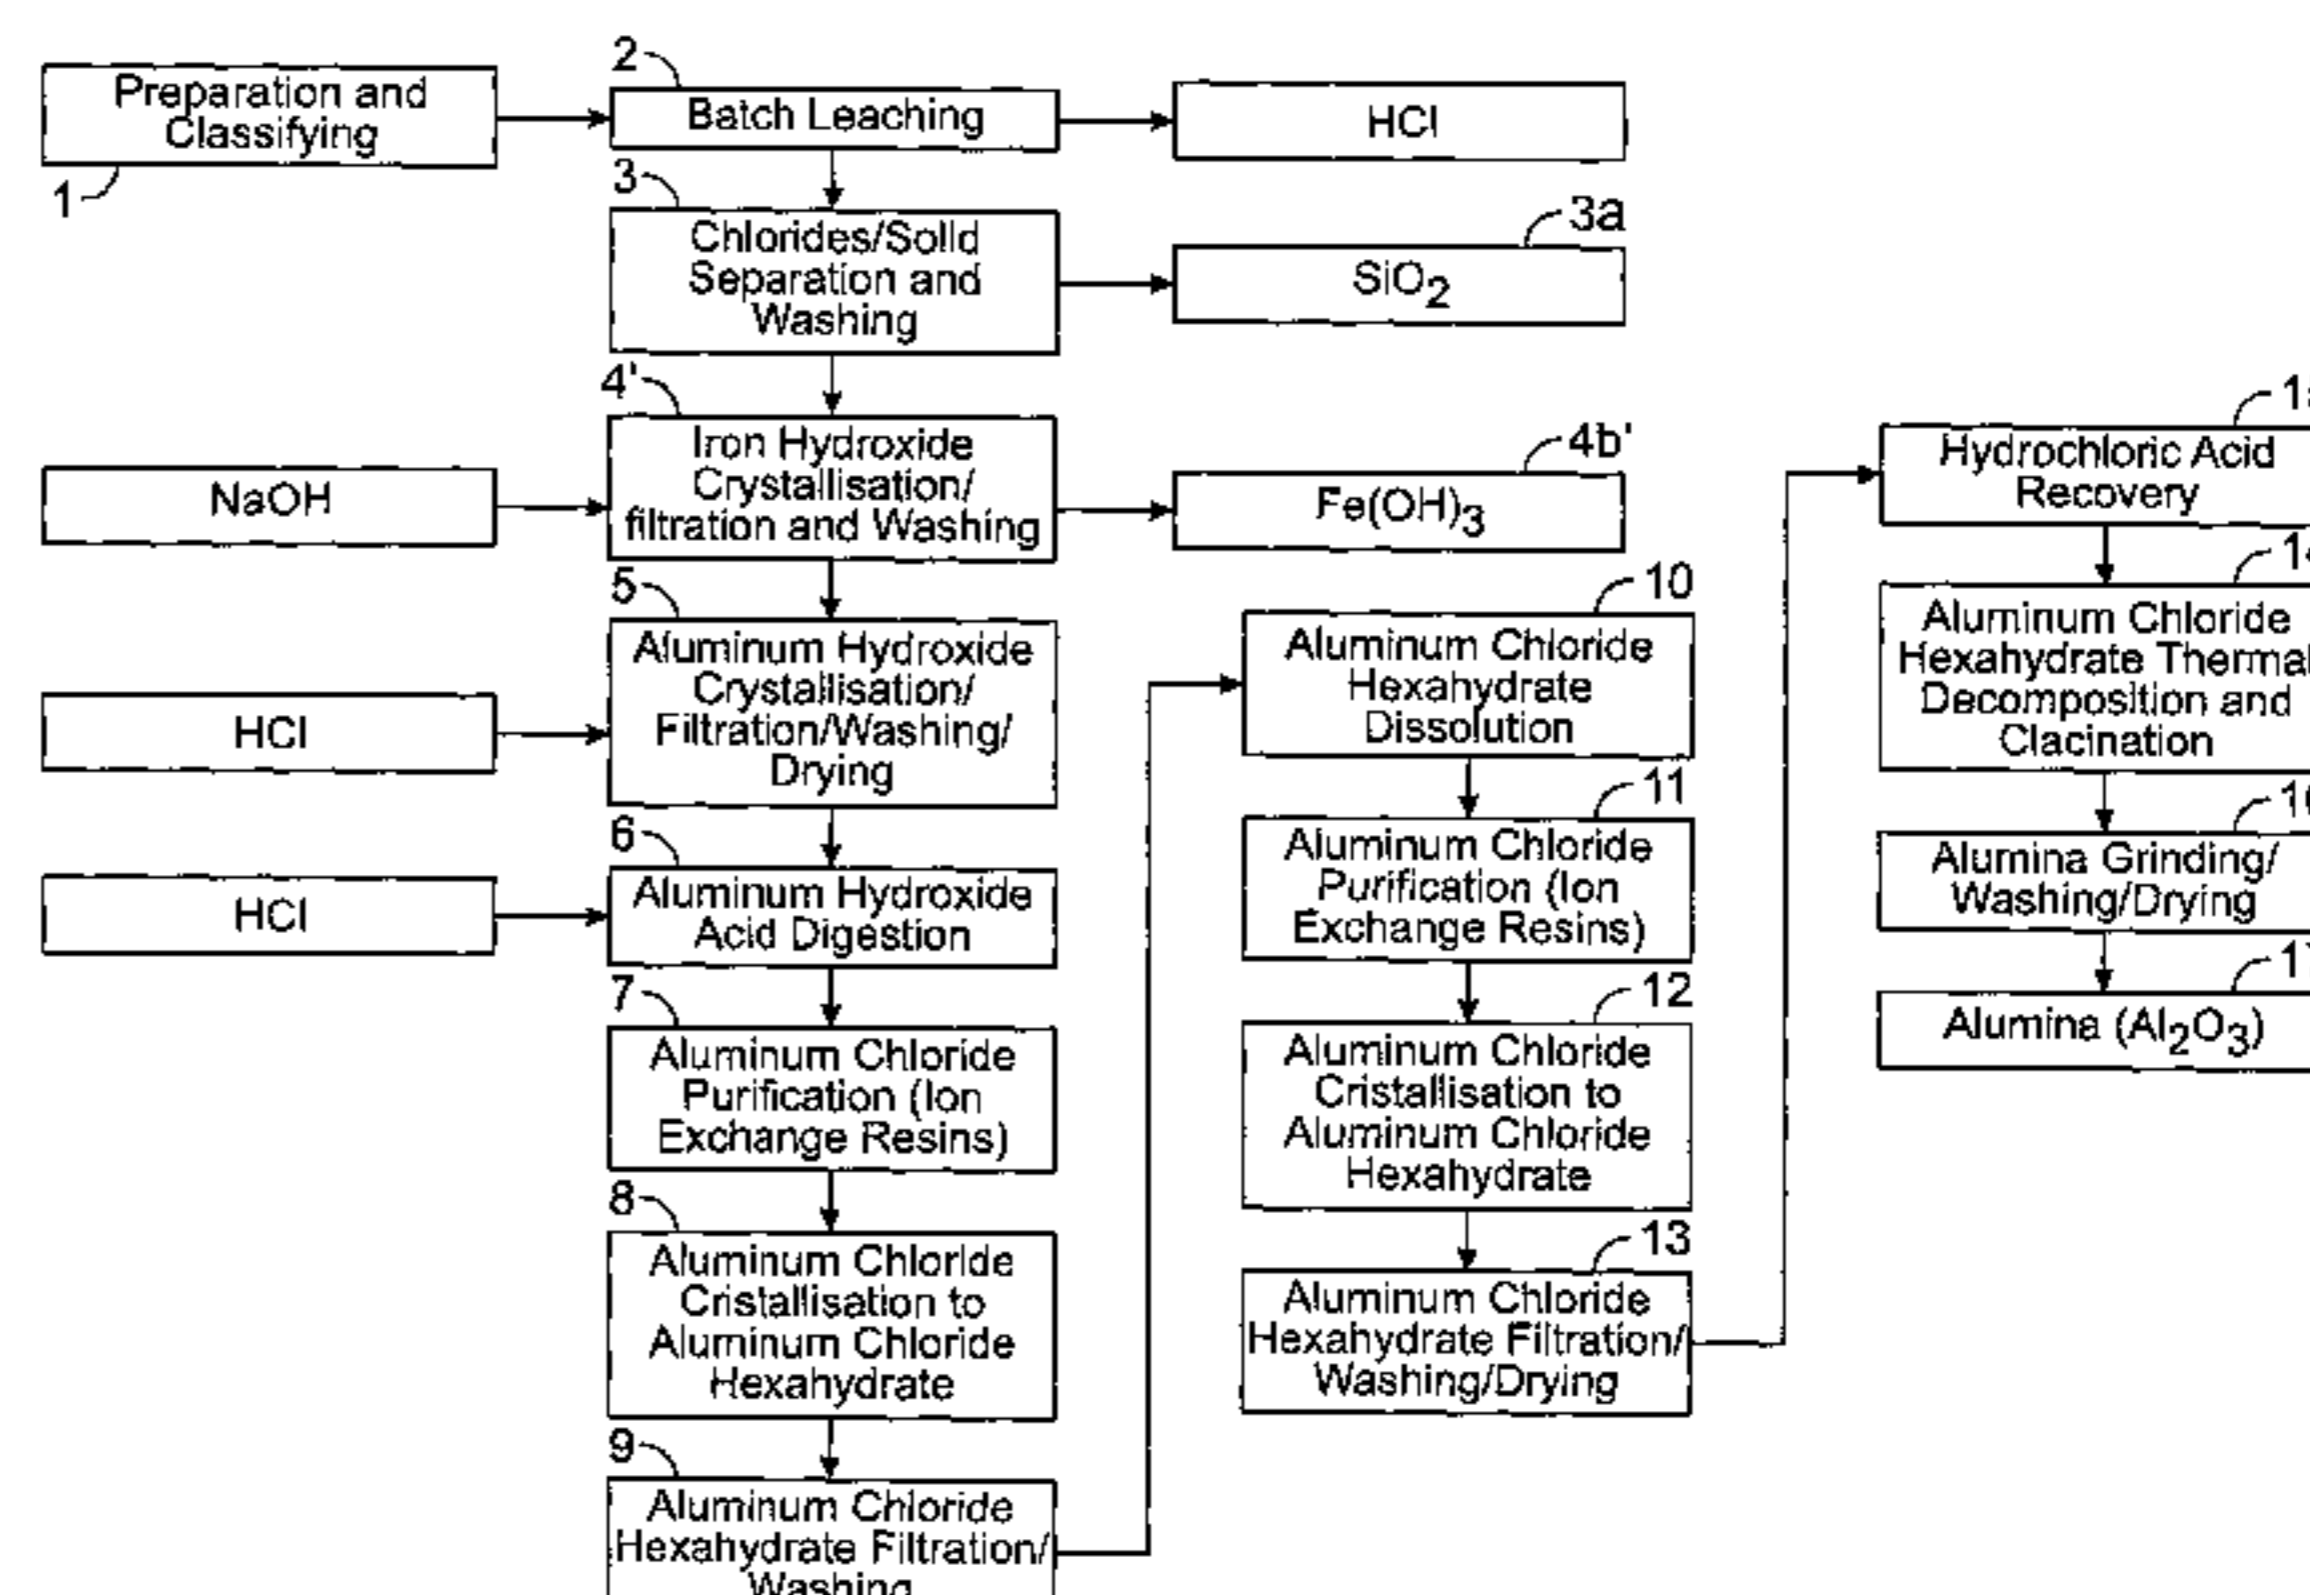 1
Preparation and
Classifying
2
Batch Leaching
HCl
3
Chlorides/Solid
Separation and
Washing
3a
SiO2
4'
NaOH
Iron Hydroxide
Crystallisation/
filtration and Washing
4b'
Fe(OH)3
5
HCl
Aluminum Hydroxide
Crystallisation/
Filtration/Washing/
Drying
6
HCl
Aluminum Hydroxide
Acid Digestion
7
Aluminum Chloride
Purification (Ion
Exchange Resins)
8
Aluminum Chloride
Cristallisation to
Aluminum Chloride
Hexahydrate
9
Aluminum Chloride
Hexahydrate Filtration/
Washing
10
Aluminum Chloride
Hexahydrate
Dissolution
11
Aluminum Chloride
Purification (Ion
Exchange Resins)
12
Aluminum Chloride
Cristallisation to
Aluminum Chloride
Hexahydrate
13
Aluminum Chloride
Hexahydrate Filtration/
Washing/Drying
Hydrochloric Acid
Recovery
Aluminum Chloride
Hexahydrate Thermal
Decomposition and
Clacination
Alumina Grinding/
Washing/Drying
Alumina (Al2O3)